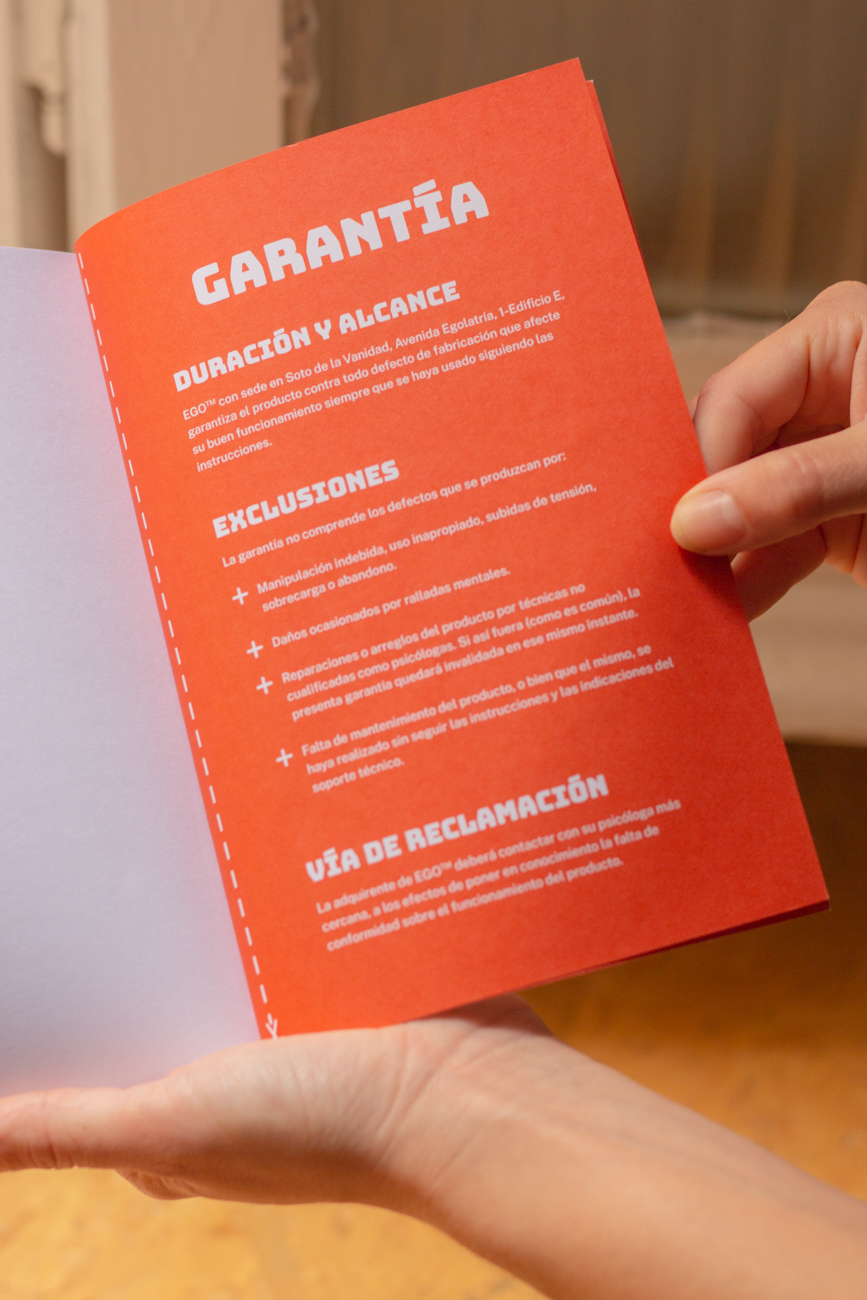 GARANTÍA
DURACIÓN Y ALCANCE
EGO™ con sede en Soto de la Vanidad, Avenida Egolatría, 1-Edificio E,
garantiza el producto contra todo defecto de fabricación que afecte
su buen funcionamiento siempre que se haya usado siguiendo las
instrucciones.
EXCLUSIONES
La garantía no comprende los defectos que se produzcan por:
+ Manipulación indebida, uso inapropiado, subidas de tensión,
sobrecarga o abandono.
+ Daños ocasionados por ralladas mentales.
+ Reparaciones o arreglos del producto por técnicas no
cualificadas como psicólogas. Si así fuera (como es común), la
presente garantía quedará invalidada en ese mismo instante.
+ Falta de mantenimiento del producto, o bien que el mismo, se
haya realizado sin seguir las instrucciones y las indicaciones del
soporte técnico.
VÍA DE RECLAMACIÓN
La adquirente de EGO™ deberá contactar con su psicóloga más
cercana, a los efectos de poner en conocimiento la falta de
conformidad sobre el funcionamiento del producto.